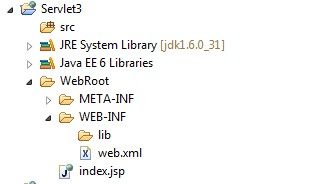 Servlet3
src
JRE System Library [jdk1.6.0_31]
Java EE 6 Libraries
WebRoot
META-INF
WEB-INF
lib
web.xml
index.jsp